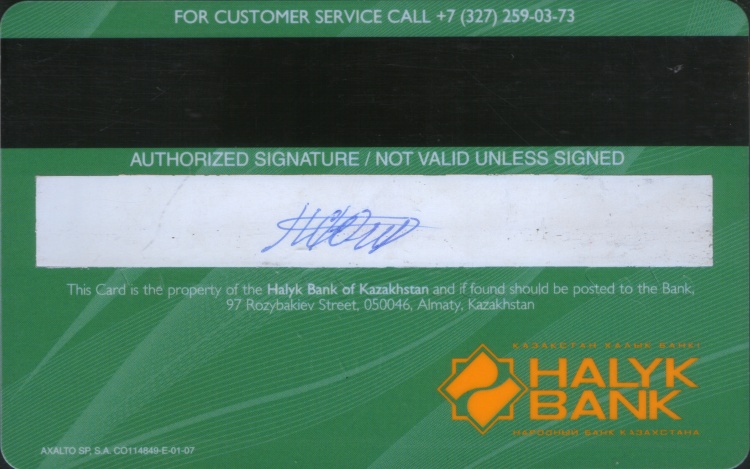 FOR CUSTOMER SERVICE CALL +7 (327) 259-03-73
AUTHORIZED SIGNATURE / NOT VALID UNLESS SIGNED
This Card is the property of the Halyk Bank of Kazakhstan and if found should be posted to the Bank,
97 Rozybakiev Street, 050046, Almaty, Kazakhstan
ҚАЗАҚСТАН ХАЛЫҚ БАНКІ
HALYK
BANK
НАРОДНЫЙ БАНК КАЗАХСТАНА
AXALTO SP, S.A. CO114849-E-01-07